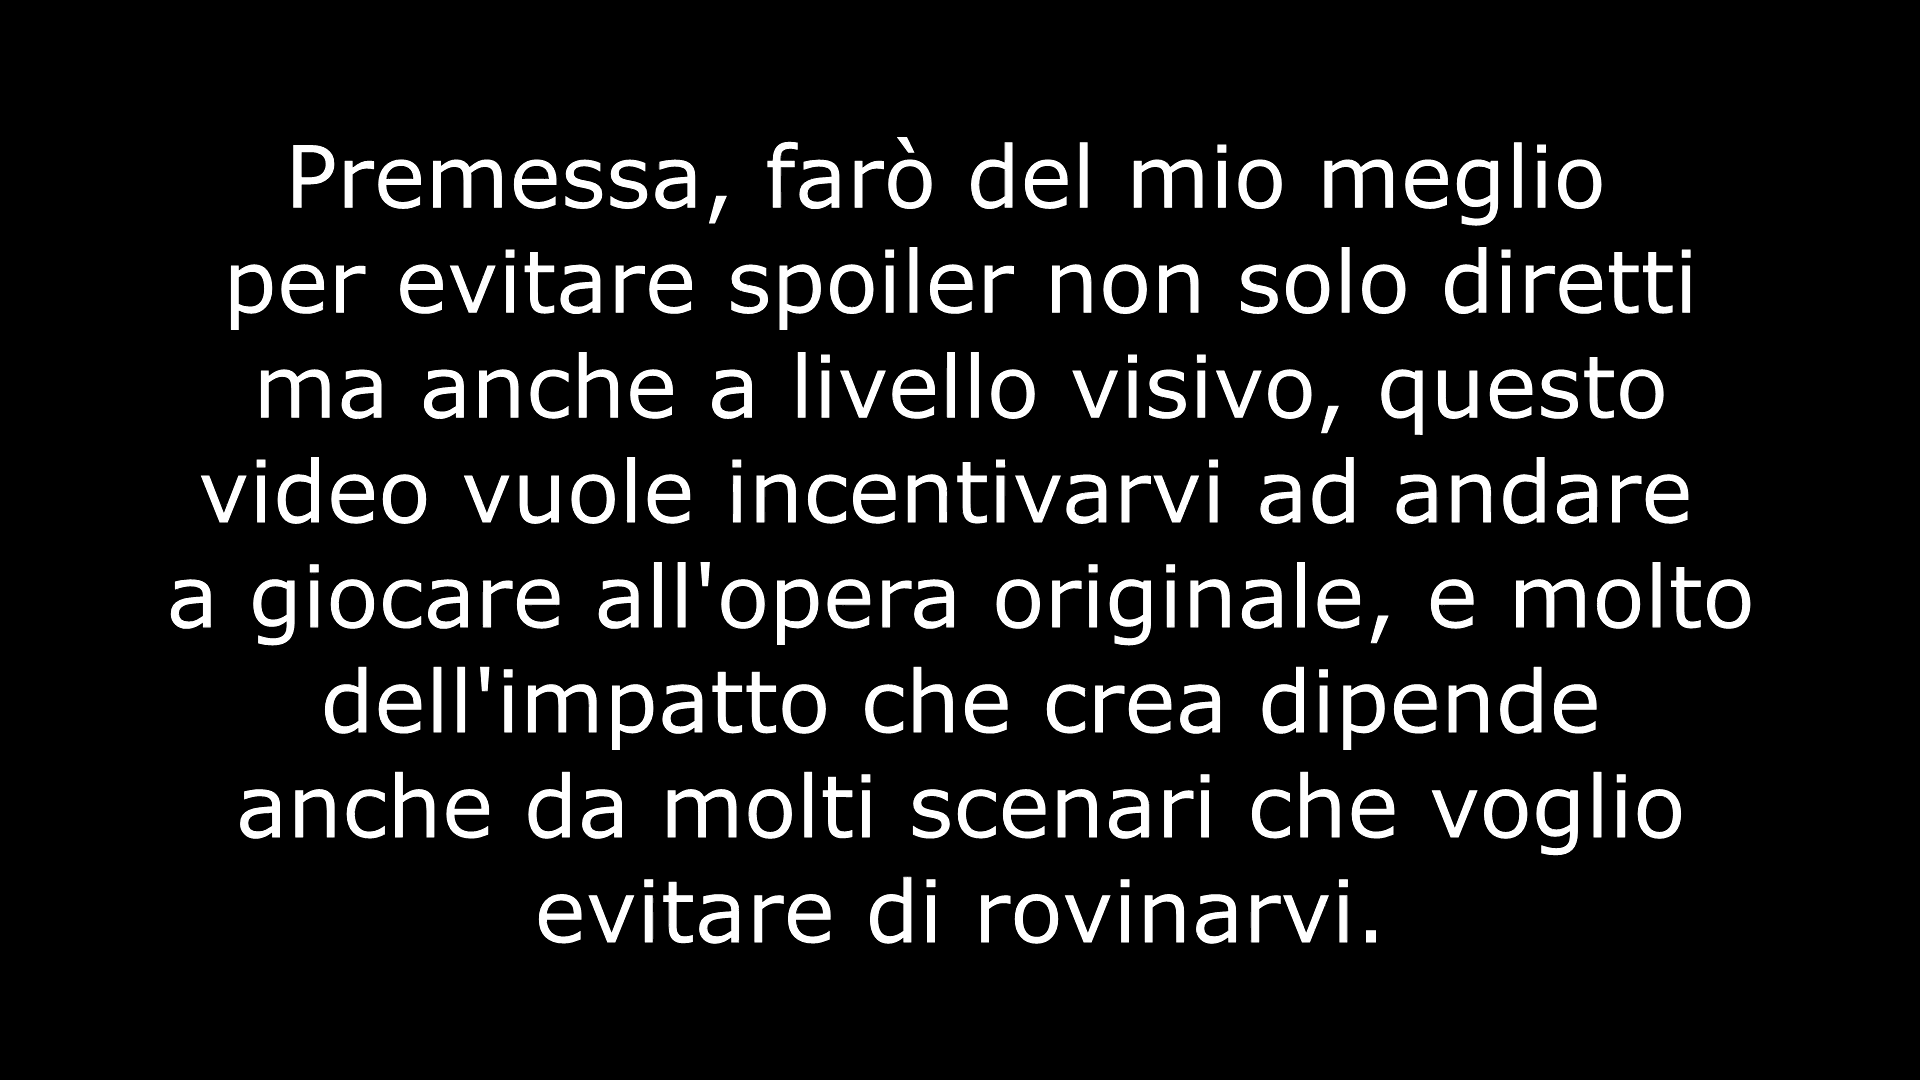 Premessa, farò del mio meglio
per evitare spoiler non solo diretti
ma anche a livello visivo, questo
video vuole incentivarvi ad andare
a giocare all'opera originale, e molto
dell'impatto che crea dipende
anche da molti scenari che voglio
evitare di rovinarvi.